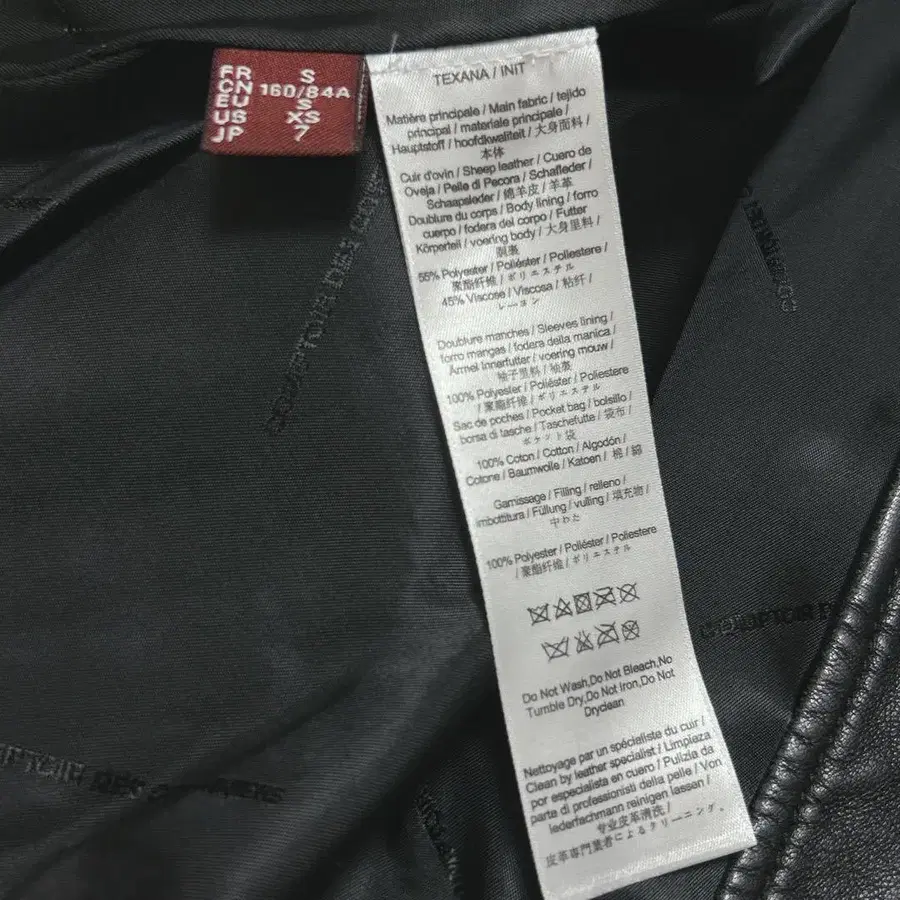 FR S
CN 160/84A
EU S
US XS
JP 7
TEXANA / INIT
Matière principale / Main fabric / tejido
principal / materiale principale /
Hauptstoff / hoofdkwaliteit / 大身面料 /
本体
Cuir d'ovin / Sheep leather / Cuero de
Oveja / Pelle di Pecora / Schafleder /
Schaapsleder / 綿羊皮 / 羊革
Doublure du corps / Body lining / forro
cuerpo / fodera del corpo / Futter
Körperteil / voering body / 大身里料 /
胴裏
55% Polyester / Poliéster / Poliestere /
聚酯纤维 / ポリエステル
45% Viscose / Viscosa / 粘纤 /
レーヨン
Doublure manches / Sleeves lining /
forro mangas / fodera della manica /
Ärmel Innerfutter / voering mouw /
袖子里料 / 袖裏
100% Polyester / Poliéster / Poliestere
/ 聚酯纤维 / ポリエステル
Sac de poches / Pocket bag / bolsillo /
borsa di tasche / Taschefutte / 袋布 /
ポケット袋
100% Coton / Cotton / Algodón /
Cotone / Baumwolle / Katoen / 棉 / 綿
Garnissage / Filling / relleno /
imbottitura / Füllung / vulling / 填充物 /
中わた
100% Polyester / Poliéster / Poliestere
/ 聚酯纤维 / ポリエステル
Do Not Wash,Do Not Bleach,No
Tumble Dry,Do Not Iron,Do Not
Dryclean
Nettoyage par un spécialiste du cuir /
Clean by leather specialist / Limpiaza
por especialista en cuero / Pulizia da
parte di professionisti della pelle / Von
lederfachmann reinigen lassen /
专业皮革清洗 /
皮革専門業者によるクリーニング。
COMPTOIR DES
COMPTOIR DES